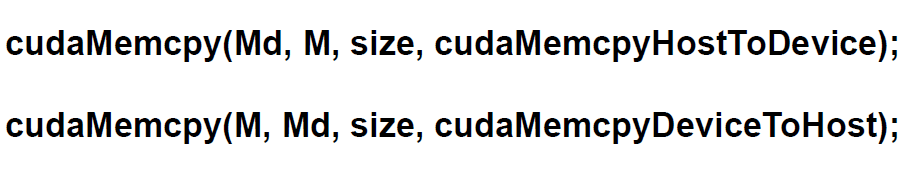 cudaMemcpy(Md, M, size, cudaMemcpyHostToDevice);
cudaMemcpy(M, Md, size, cudaMemcpyDeviceToHost);